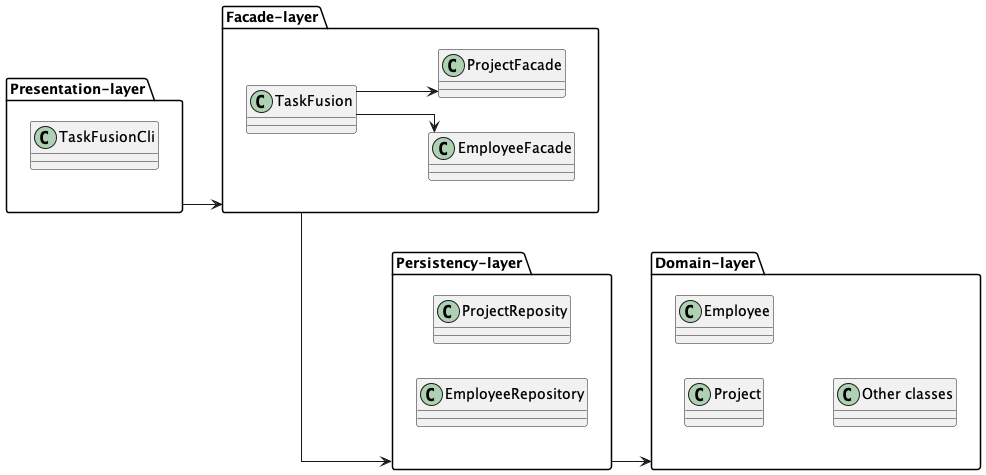 Facade-layer
ProjectFacade
Presentation-layer
C TaskFusion
C TaskFusionCli
C EmployeeFacade
Persistency-layer
Domain-layer
C ProjectReposity
C Employee
C EmployeeRepository
C Project
C Other classes